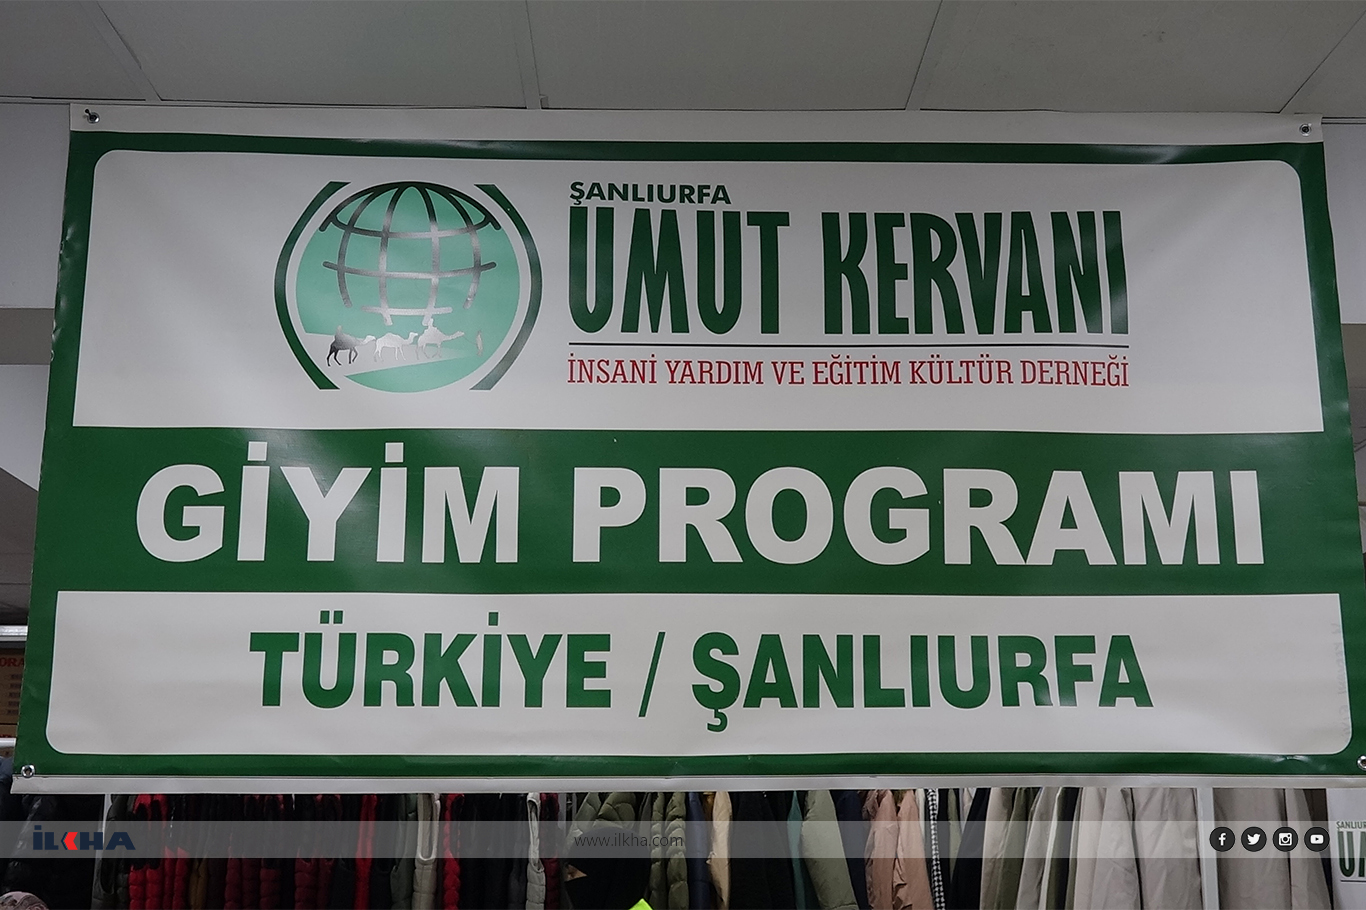 ŞANLIURFA
UMUT KERVANI
İNSANİ YARDIM VE EĞİTİM KÜLTÜR DERNEĞİ
GİYİM PROGRAMI
TÜRKİYE / ŞANLIURFA
İLKHA
www.ilkha.com